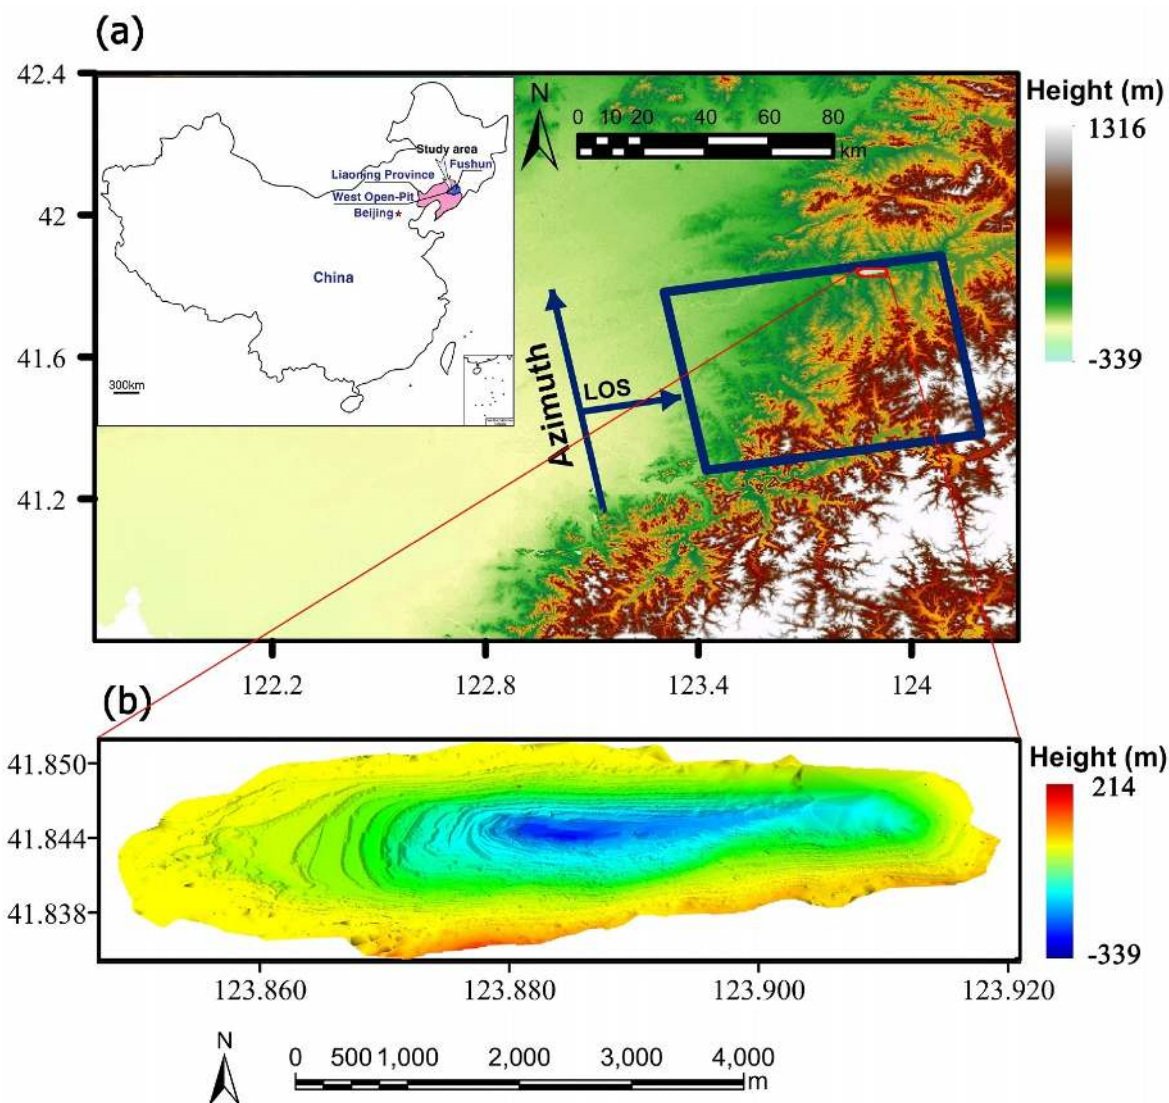 (a)
42.4
42
41.6
41.2
122.2
122.8
123.4
124
N
0 10 20 40 60 80
km
Height (m)
1316
-339
Study area
Fushun
Liaoning Province
West Open-Pit
Beijing
China
300km
Azimuth
LOS
(b)
41.850
41.844
41.838
123.860
123.880
123.900
123.920
Height (m)
214
-339
N
0 500 1,000 2,000 3,000 4,000
m